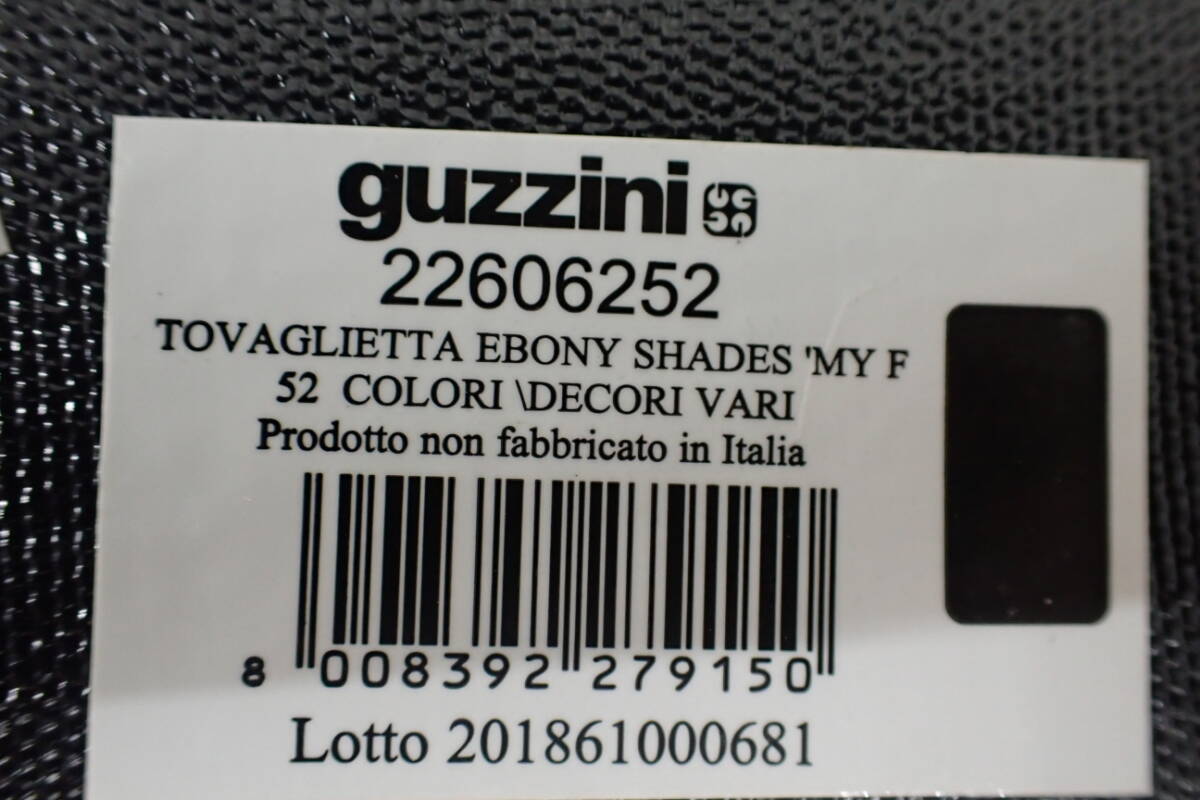 guzzini
22606252
TOVAGLIETTA EBONY SHADES 'MY F
52 COLORI \DECORI VARI
Prodotto non fabbricato in Italia
8 008392 279150
Lotto 201861000681